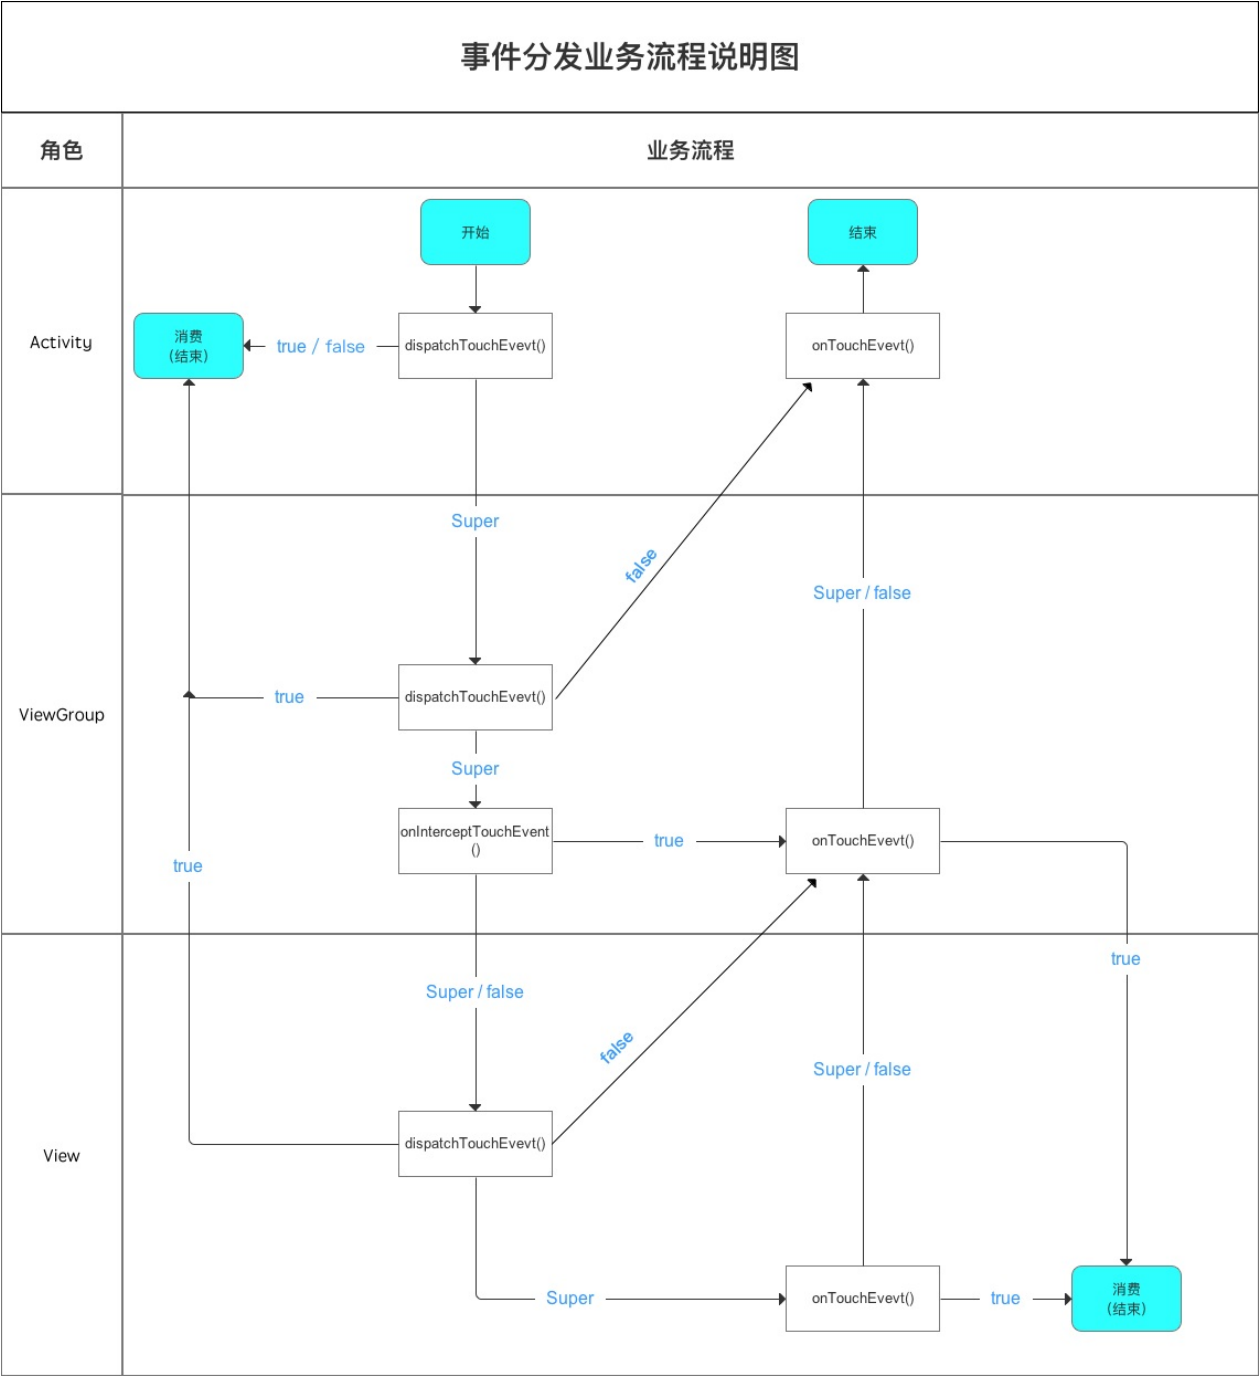 事件分发业务流程说明图
角色
业务流程
开始
结束
Activity
消费
(结束)
true / false
dispatchTouchEvevt()
onTouchEvevt()
Super
false
Super / false
ViewGroup
true
dispatchTouchEvevt()
Super
onInterceptTouchEvent
()
true
onTouchEvevt()
true
true
Super / false
false
Super / false
View
dispatchTouchEvevt()
Super
onTouchEvevt()
true
消费
(结束)